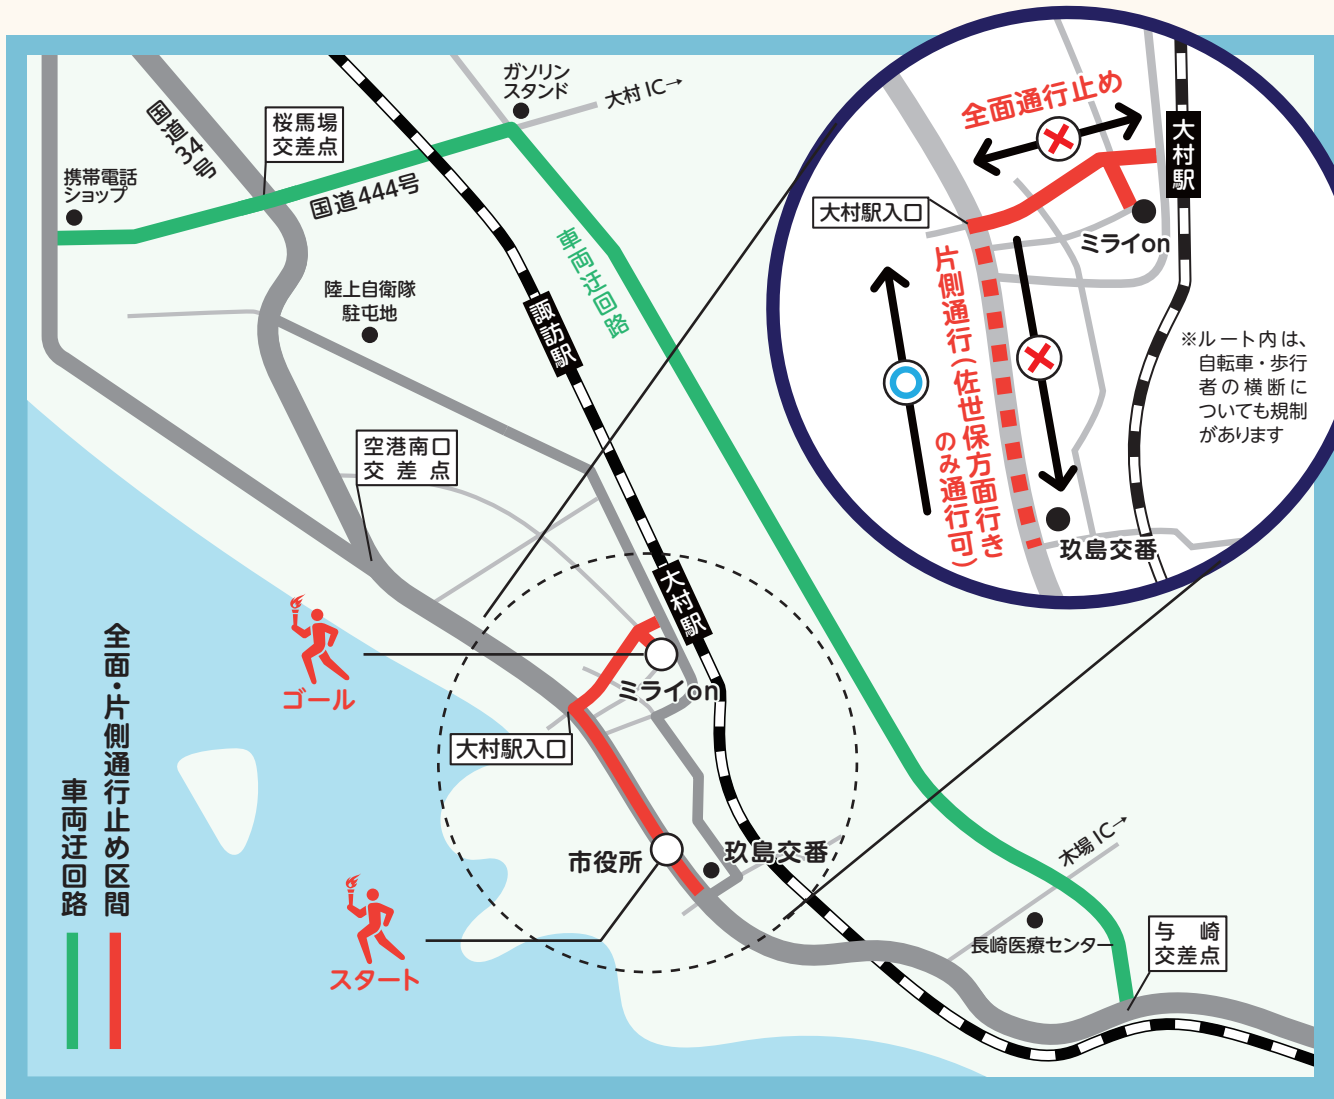 ガソリン
スタンド
大村 IC→
国道34号
桜馬場
交差点
携帯電話
ショップ
国道444号
車両迂回路
陸上自衛隊
駐屯地
諏訪駅
空港南口
交差点
大村駅
ゴール
ミライon
大村駅入口
市役所
玖島交番
スタート
木場 IC→
長崎医療センター
与崎
交差点
全面・片側通行止め区間
車両迂回路
全面通行止め
大村駅
大村駅入口
ミライon
片側通行(佐世保方面行き
のみ通行可)
※ルート内は、
自転車・歩行
者の横断に
ついても規制
があります
玖島交番